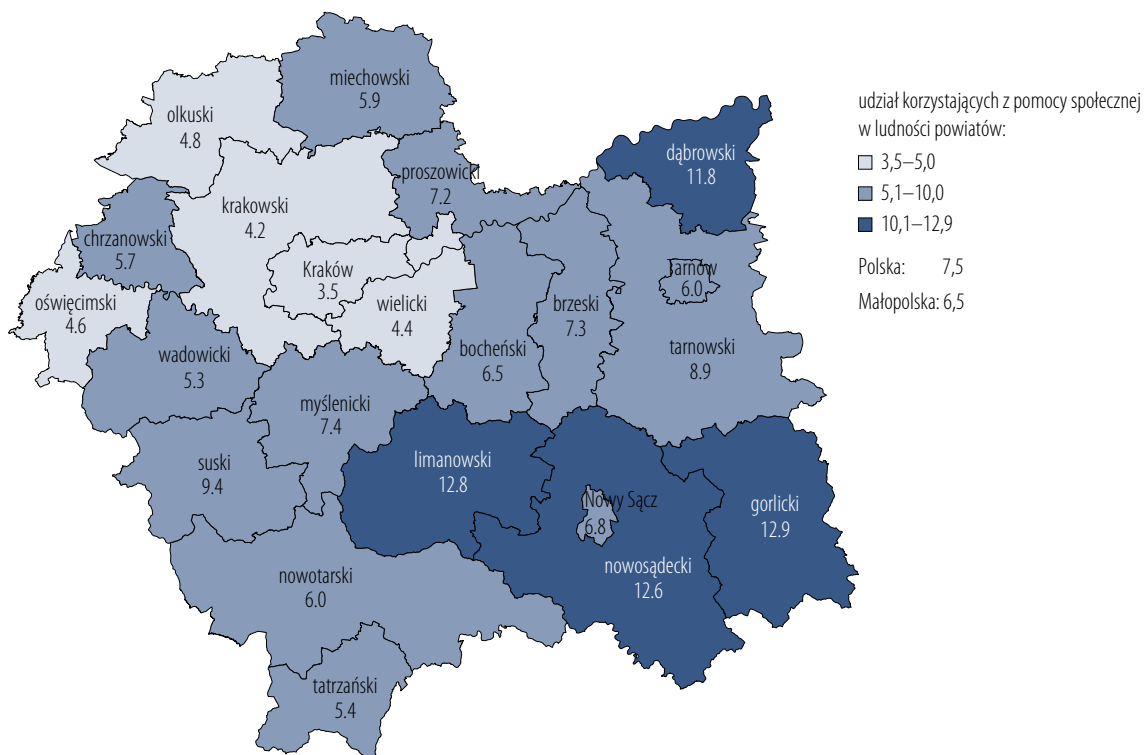 miechowski
5.9
olkuski
4.8
dąbrowski
11.8
proszowicki
7.2
krakowski
4.2
chrzanowski
5.7
Kraków
3.5
Tarnów
6.0
oświęcimski
4.6
wielicki
4.4
brzeski
7.3
bocheński
6.5
tarnowski
8.9
wadowicki
5.3
myślenicki
7.4
suski
9.4
limanowski
12.8
Nowy Sącz
6.8
gorlicki
12.9
nowosądecki
12.6
nowotarski
6.0
tatrzański
5.4
udział korzystających z pomocy społecznej
w ludności powiatów:
3,5–5,0
5,1–10,0
10,1–12,9
Polska: 7,5
Małopolska: 6,5